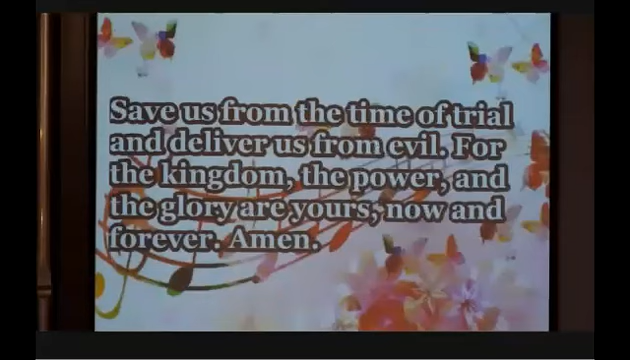 Save us from the time of trial
and deliver us from evil. For
the kingdom, the power, and
the glory are yours, now and
forever. Amen.